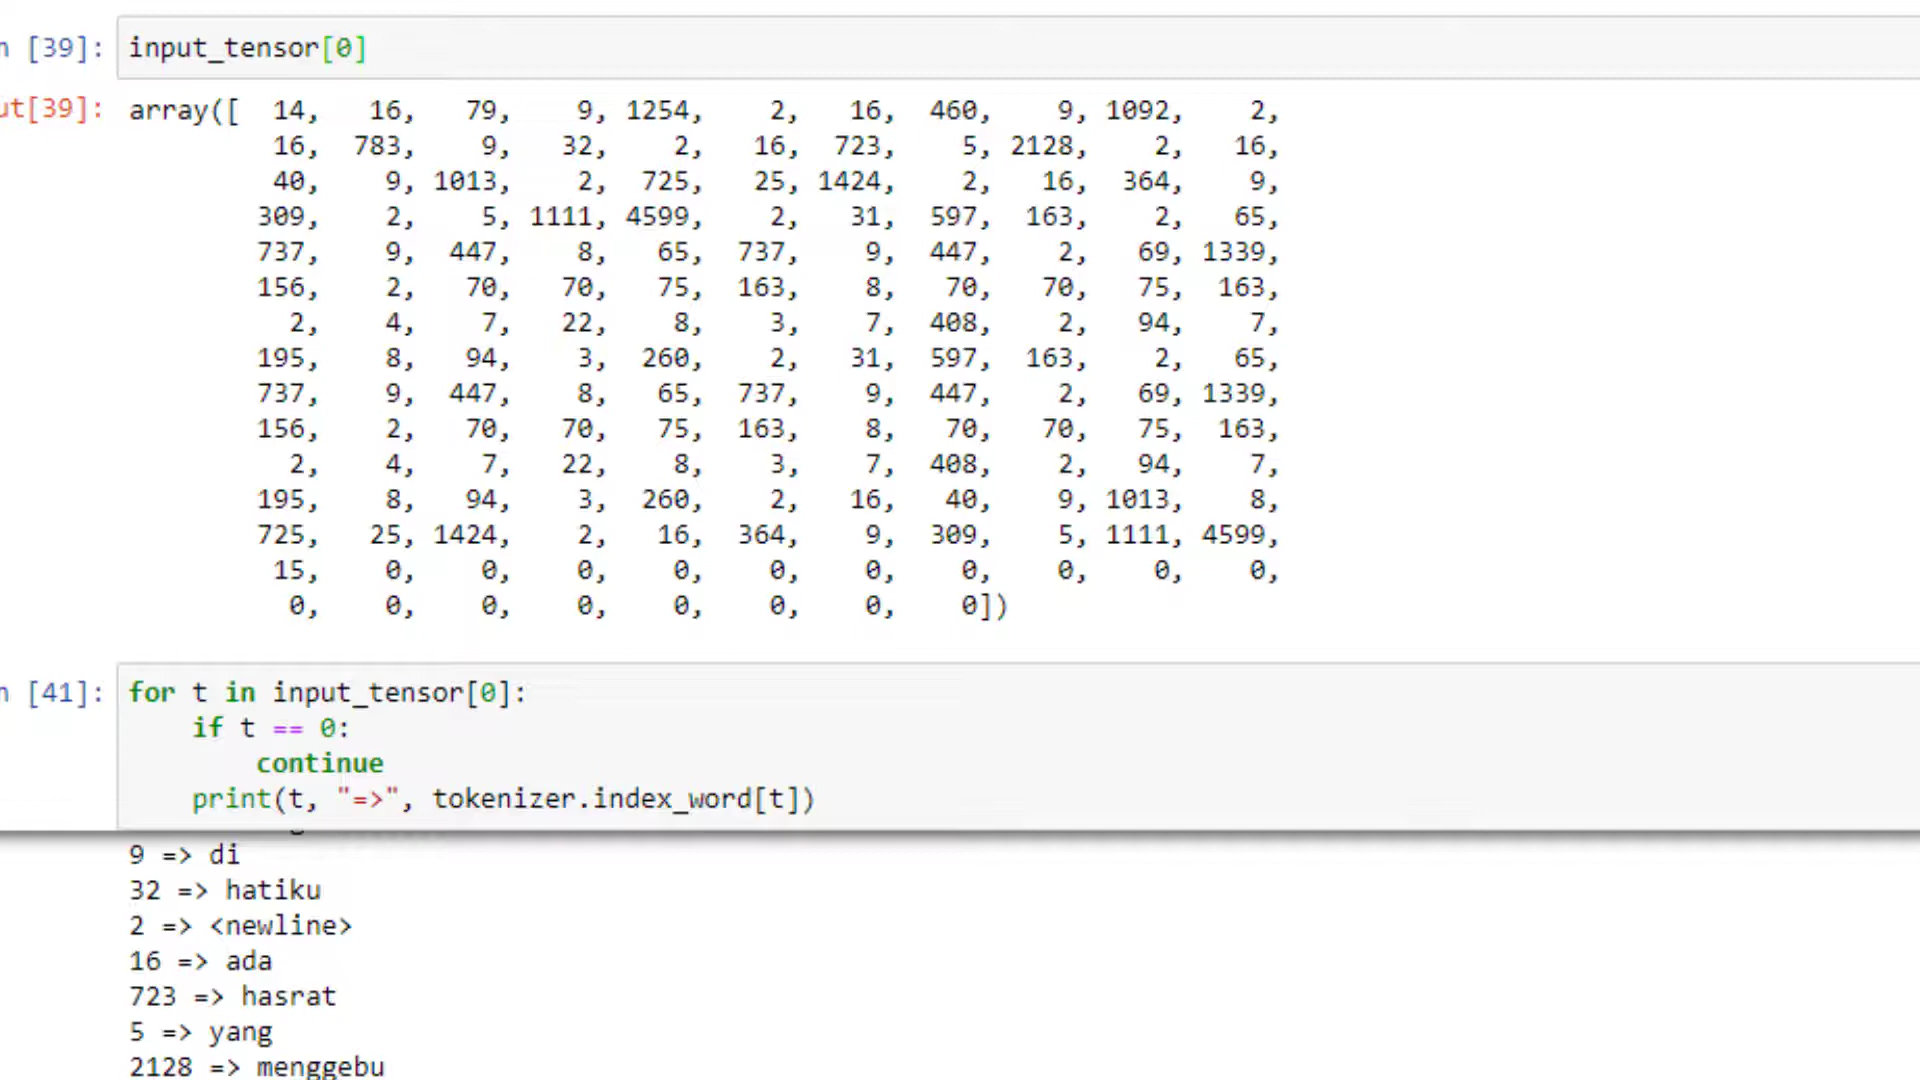 n [39]: input_tensor[0]
ut[39]: array([ 14, 16, 79, 9, 1254, 2, 16, 460, 9, 1092, 2,
16, 783, 9, 32, 2, 16, 723, 5, 2128, 2, 16,
40, 9, 1013, 2, 725, 25, 1424, 2, 16, 364, 9,
309, 2, 5, 1111, 4599, 2, 31, 597, 163, 2, 65,
737, 9, 447, 8, 65, 737, 9, 447, 2, 69, 1339,
156, 2, 70, 70, 75, 163, 8, 70, 70, 75, 163,
2, 4, 7, 22, 8, 3, 7, 408, 2, 94, 7,
195, 8, 94, 3, 260, 2, 31, 597, 163, 2, 65,
737, 9, 447, 8, 65, 737, 9, 447, 2, 69, 1339,
156, 2, 70, 70, 75, 163, 8, 70, 70, 75, 163,
2, 4, 7, 22, 8, 3, 7, 408, 2, 94, 7,
195, 8, 94, 3, 260, 2, 16, 40, 9, 1013, 8,
725, 25, 1424, 2, 16, 364, 9, 309, 5, 1111, 4599,
15, 0, 0, 0, 0, 0, 0, 0, 0, 0, 0,
0, 0, 0, 0, 0, 0, 0, 0])
n [41]: for t in input_tensor[0]:
if t == 0:
continue
print(t, "=>", tokenizer.index_word[t])
9 => di
32 => hatiku
2 => <newline>
16 => ada
723 => hasrat
5 => yang
2128 => menggebu